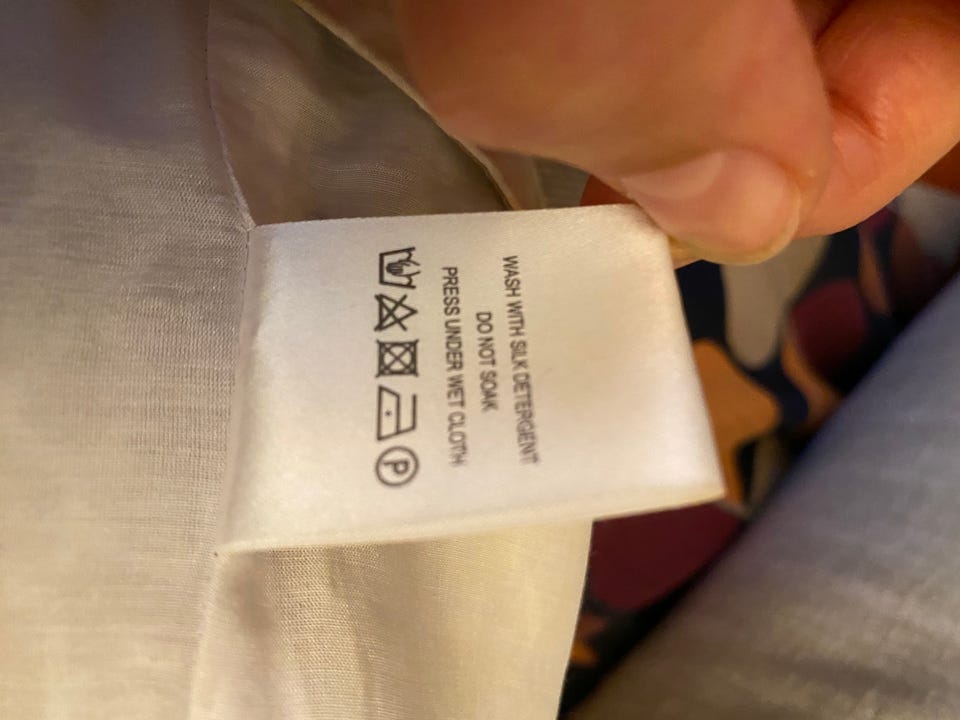 WASH WITH SILK DETERGENT
DO NOT SOAK
PRESS UNDER WET CLOTH
P